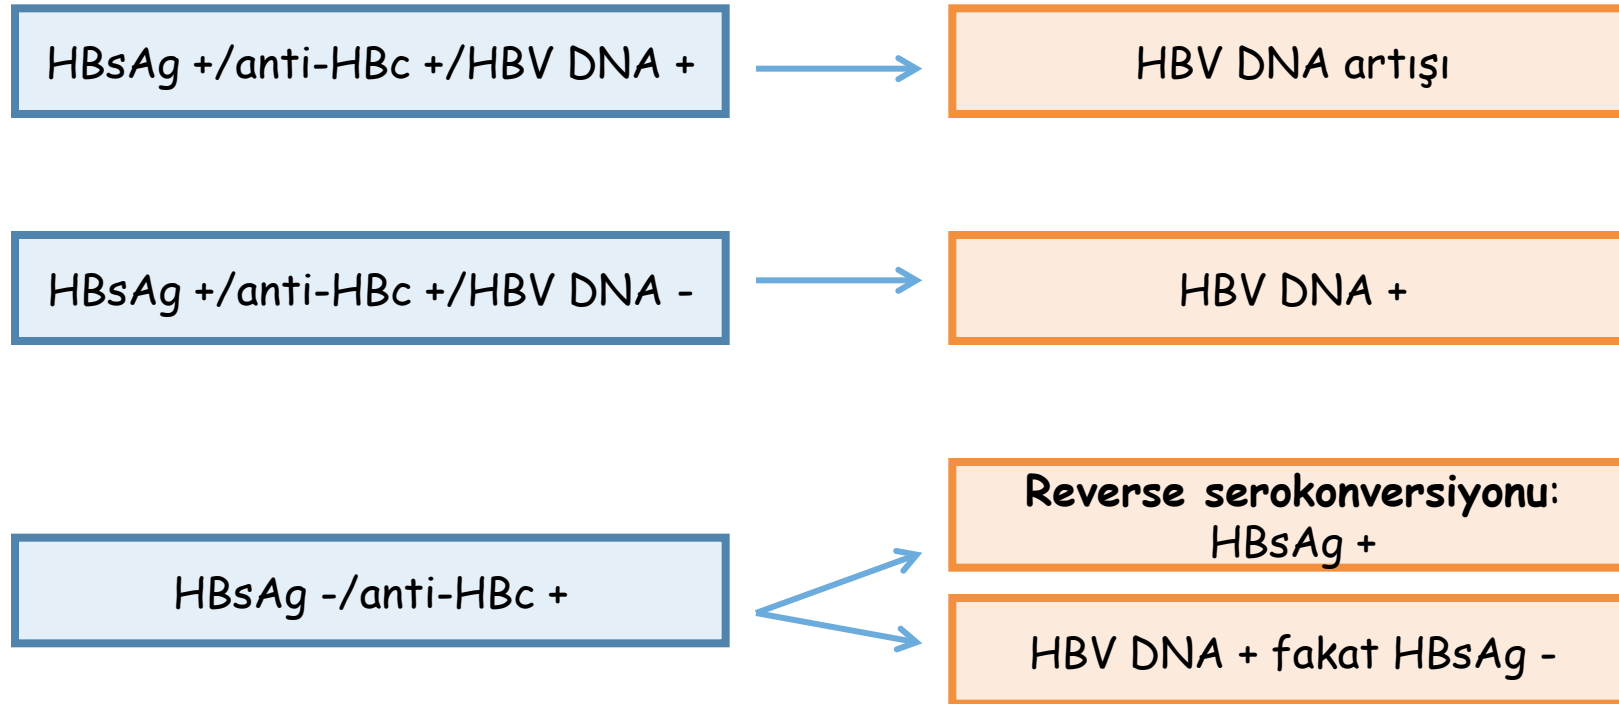 HBsAg +/anti-HBc +/HBV DNA +
HBV DNA artışı
HBsAg +/anti-HBc +/HBV DNA -
HBV DNA +
HBsAg -/anti-HBc +
Reverse serokonversiyonu:
HBsAg +
HBV DNA + fakat HBsAg -